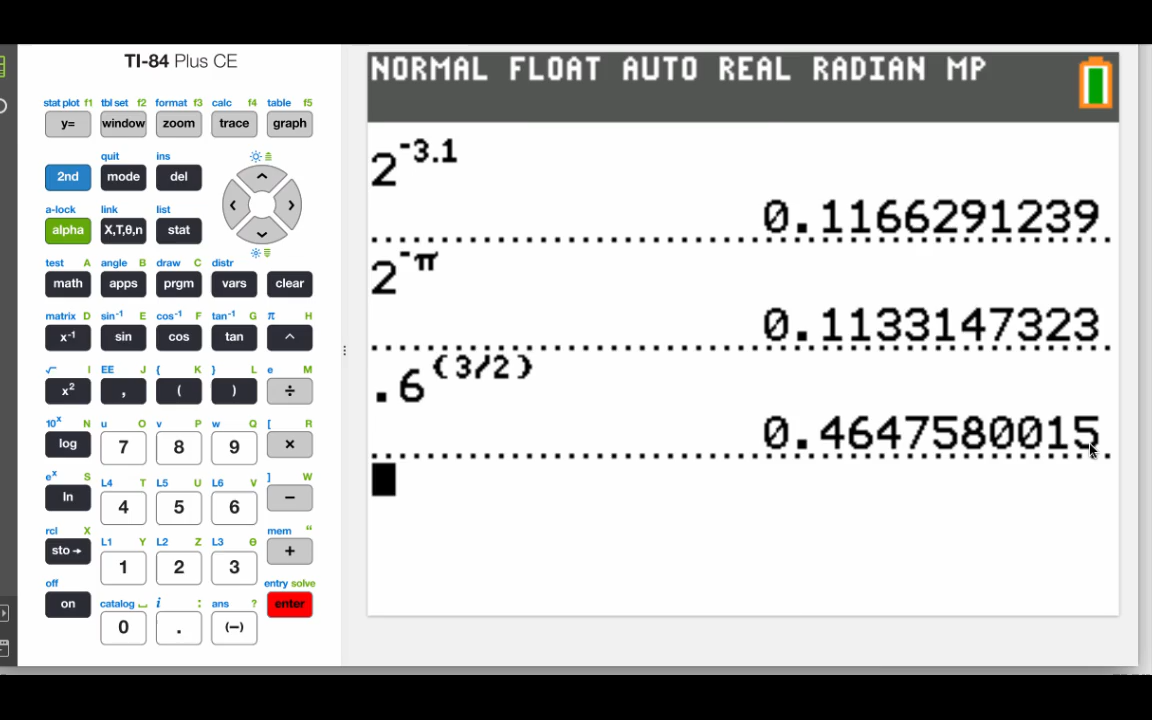 TI-84 Plus CE
stat plot f1 tbl set f2 format f3 calc f4 table f5
y= window zoom trace graph
quit ins
2nd mode del
a-lock link list
alpha X,T,θ,n stat
test A angle B draw C distr
math apps prgm vars clear
matrix D sin⁻¹ E cos⁻¹ F tan⁻¹ G π H
x⁻¹ sin cos tan ^
√ I EE J { K } L e M
x² , ( ) ÷
10ˣ N u O v P w Q [ R
log 7 8 9 ×
eˣ S L4 T L5 U L6 V ] W
ln 4 5 6 −
rcl X L1 Y L2 Z L3 θ mem “
sto→ 1 2 3 +
off catalog ⎵ i : ans ? entry solve
on 0 . (−) enter
NORMAL FLOAT AUTO REAL RADIAN MP
2⁻³·¹
0.1166291239
2^-π
0.1133147323
.6^(3/2)
0.4647580015